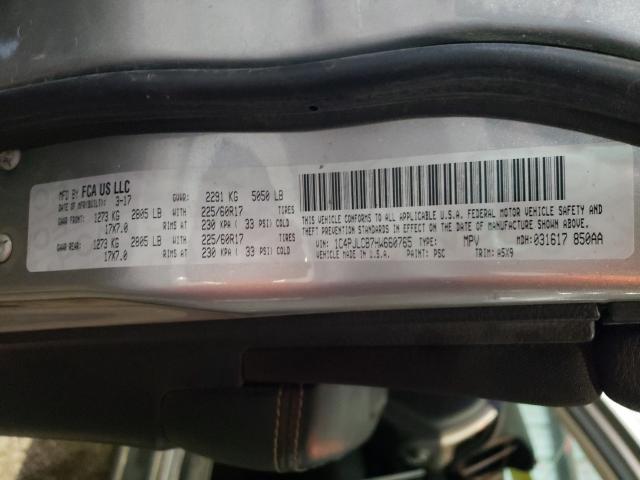 MFD BY FCA US LLC
DATE OF MFR(BUILT): 3-17 GVWR: 2291 KG 5050 LB
GAWR FRONT: 1273 KG 2805 LB WITH 225/60R17 TIRES
17X7.0 AT 230 KPA ( 33 PSI) COLD
GAWR REAR: 1273 KG 2805 LB WITH 225/60R17 TIRES
17X7.0 AT 230 KPA ( 33 PSI) COLD
THIS VEHICLE CONFORMS TO ALL APPLICABLE U.S.A. FEDERAL MOTOR VEHICLE SAFETY AND
THEFT PREVENTION STANDARDS IN EFFECT ON THE DATE OF MANUFACTURE SHOWN ABOVE.
VIN: 1C4PJLCB7HW660765 TYPE: MPV MDH: 031617 850AA
VEHICLE MADE IN U.S.A. PAINT: PSC TRIM: A5X9